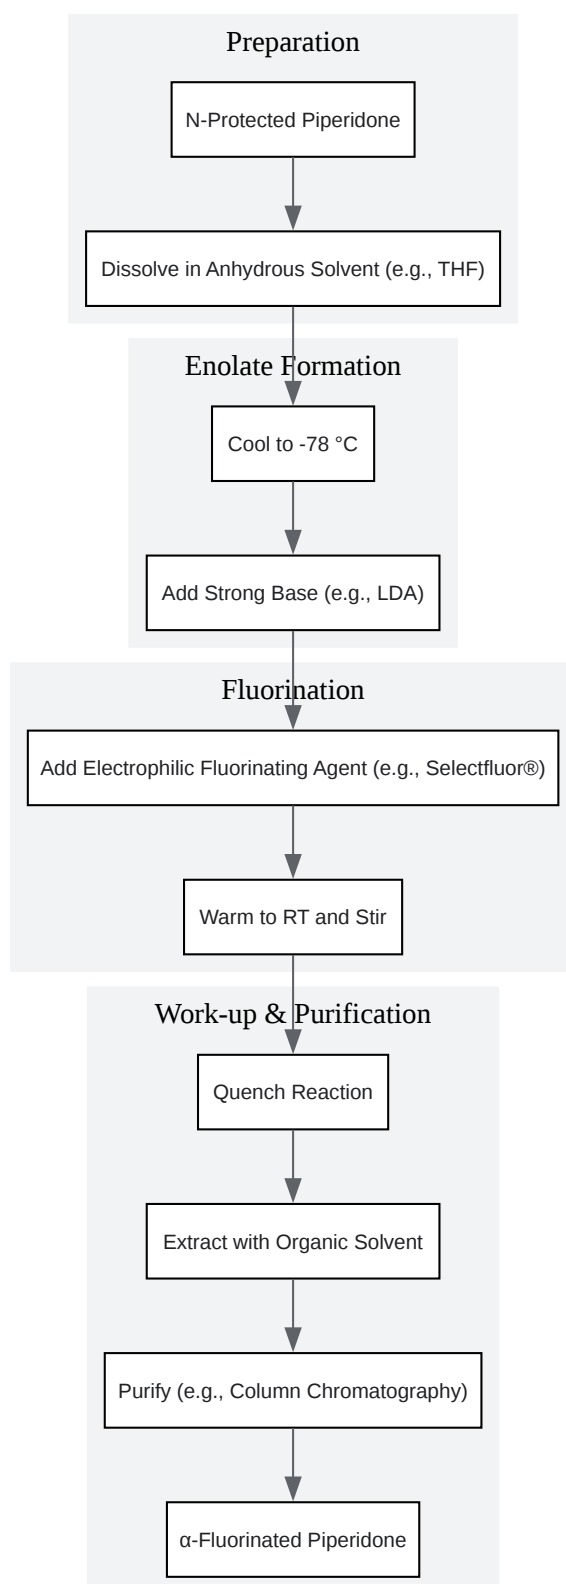 Preparation
N-Protected Piperidone
Dissolve in Anhydrous Solvent (e.g., THF)
Enolate Formation
Cool to -78 °C
Add Strong Base (e.g., LDA)
Fluorination
Add Electrophilic Fluorinating Agent (e.g., Selectfluor®)
Warm to RT and Stir
Work-up & Purification
Quench Reaction
Extract with Organic Solvent
Purify (e.g., Column Chromatography)
α-Fluorinated Piperidone